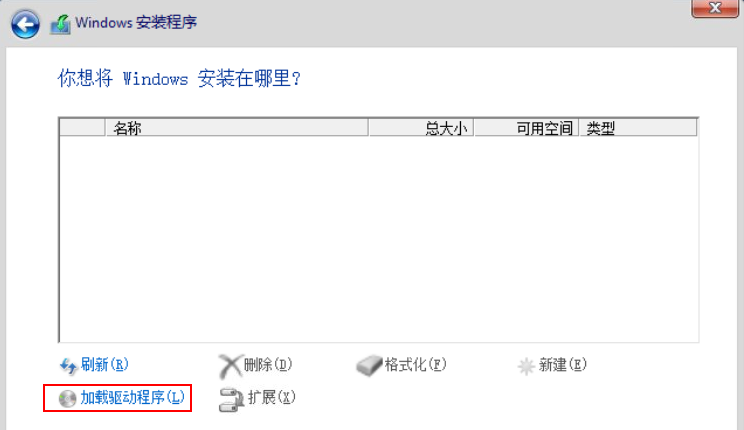 Windows 安装程序
你想将 Windows 安装在哪里?
名称 总大小 可用空间 类型
刷新(R) 删除(D) 格式化(F) 新建(E)
加载驱动程序(L) 扩展(X)